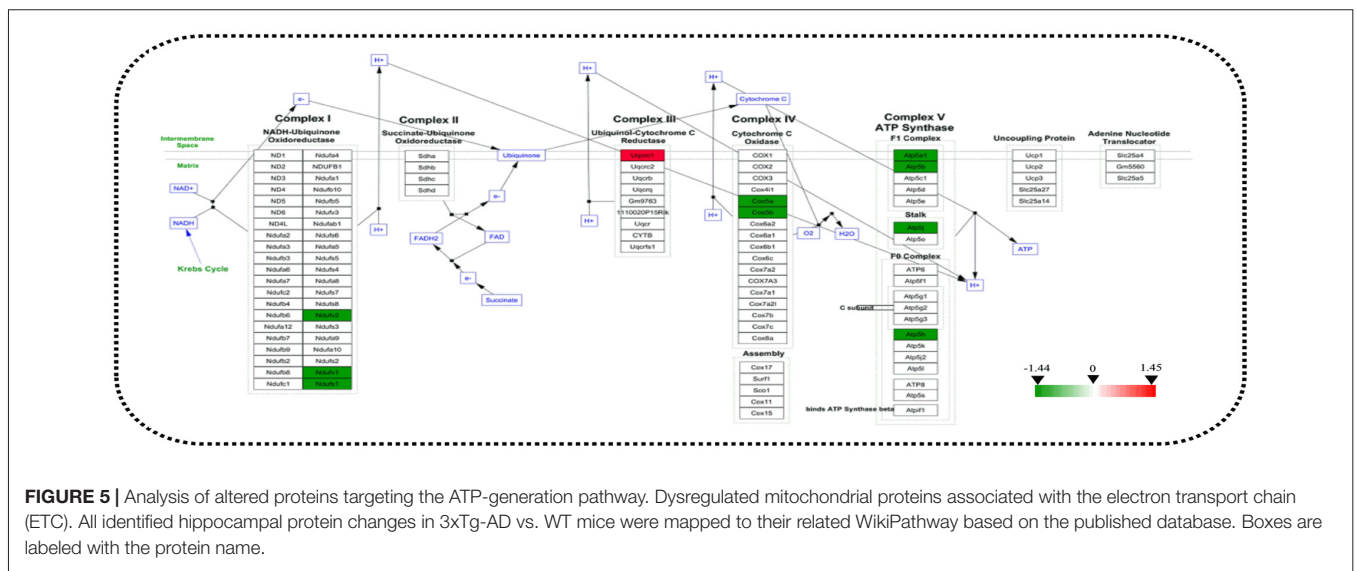 H+
H+
H+
e-
Cytochrome C
Complex I
NADH-Ubiquinone
Oxidoreductase
Complex II
Succinate-Ubiquinone
Oxidoreductase
Complex III
Ubiquinol-Cytochrome C
Reductase
Complex IV
Cytochrome C
Oxidase
Complex V
ATP Synthase
F1 Complex
Uncoupling Protein
Adenine Nucleotide
Translocator
Intermembrane
Space
Matrix
NAD+
NADH
Krebs Cycle
ND1 Ndufa4
ND2 NDUFB1
ND3 Ndufa1
ND4 Ndufb10
ND5 Ndufb5
ND6 Ndufv3
ND4L Ndufab1
Ndufa2 Ndufs6
Ndufa3 Ndufa5
Ndufb3 Ndufs5
Ndufa6 Ndufs4
Ndufa7 Ndufa8
Ndufc2 Ndufs7
Ndufb4 Ndufs8
Ndufb6
Ndufa12 Ndufs3
Ndufb7 Ndufa9
Ndufb9 Ndufa10
Ndufb2 Ndufs2
Ndufb8 Ndufv1
Ndufc1 Ndufs1
H+
Sdha
Sdhb
Sdhc
Sdhd
Ubiquinone
e-
FADH2
FAD
e-
Succinate
Uqcrc1
Uqcrc2
Uqcrb
Uqcrq
Gm9763
1110020P15Rik
Uqcr
CYTB
Uqcrfs1
H+
COX1
COX2
COX3
Cox4i1
Cox5a
Cox5b
Cox6a2
Cox6a1
Cox6b1
Cox6c
Cox7a2
COX7A3
Cox7a1
Cox7a2l
Cox7b
Cox7c
Cox8a
H+
O2
H2O
Assembly
Cox17
Surf1
Sco1
Cox11
Cox15
Atp5a1
Atp5b
Atp5c1
Atp5d
Atp5e
Stalk
Atp5j
Atp5o
F0 Complex
ATP6
Atp5f1
C subunit
Atp5g1
Atp5g2
Atp5g3
Atp5h
Atp5k
Atp5j2
Atp5l
ATP8
Atp5s
binds ATP Synthase beta
Atpif1
ATP
H+
Ucp1
Ucp2
Ucp3
Slc25a27
Slc25a14
Slc25a4
Gm5560
Slc25a5
-1.44 0 1.45
FIGURE 5 | Analysis of altered proteins targeting the ATP-generation pathway. Dysregulated mitochondrial proteins associated with the electron transport chain
(ETC). All identified hippocampal protein changes in 3xTg-AD vs. WT mice were mapped to their related WikiPathway based on the published database. Boxes are
labeled with the protein name.